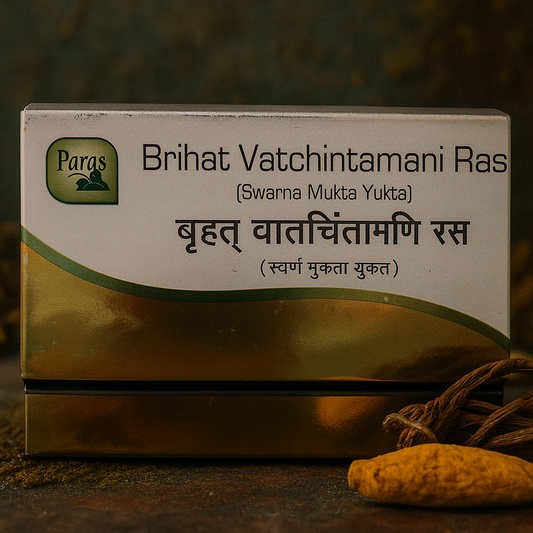 Paras
Brihat Vatchintamani Ras
(Swarna Mukta Yukta)
बृहत् वातचिंतामणि रस
(स्वर्ण मुकता युकत)